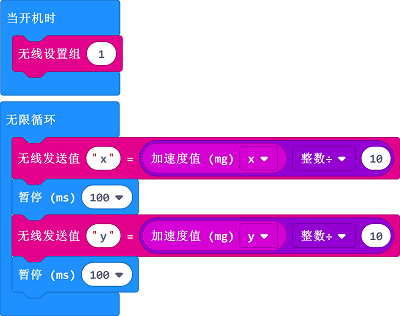 当开机时
无线设置组 1
无限循环
无线发送值 "x" = 加速度值 (mg) x 整数÷ 10
暂停 (ms) 100
无线发送值 "y" = 加速度值 (mg) y 整数÷ 10
暂停 (ms) 100